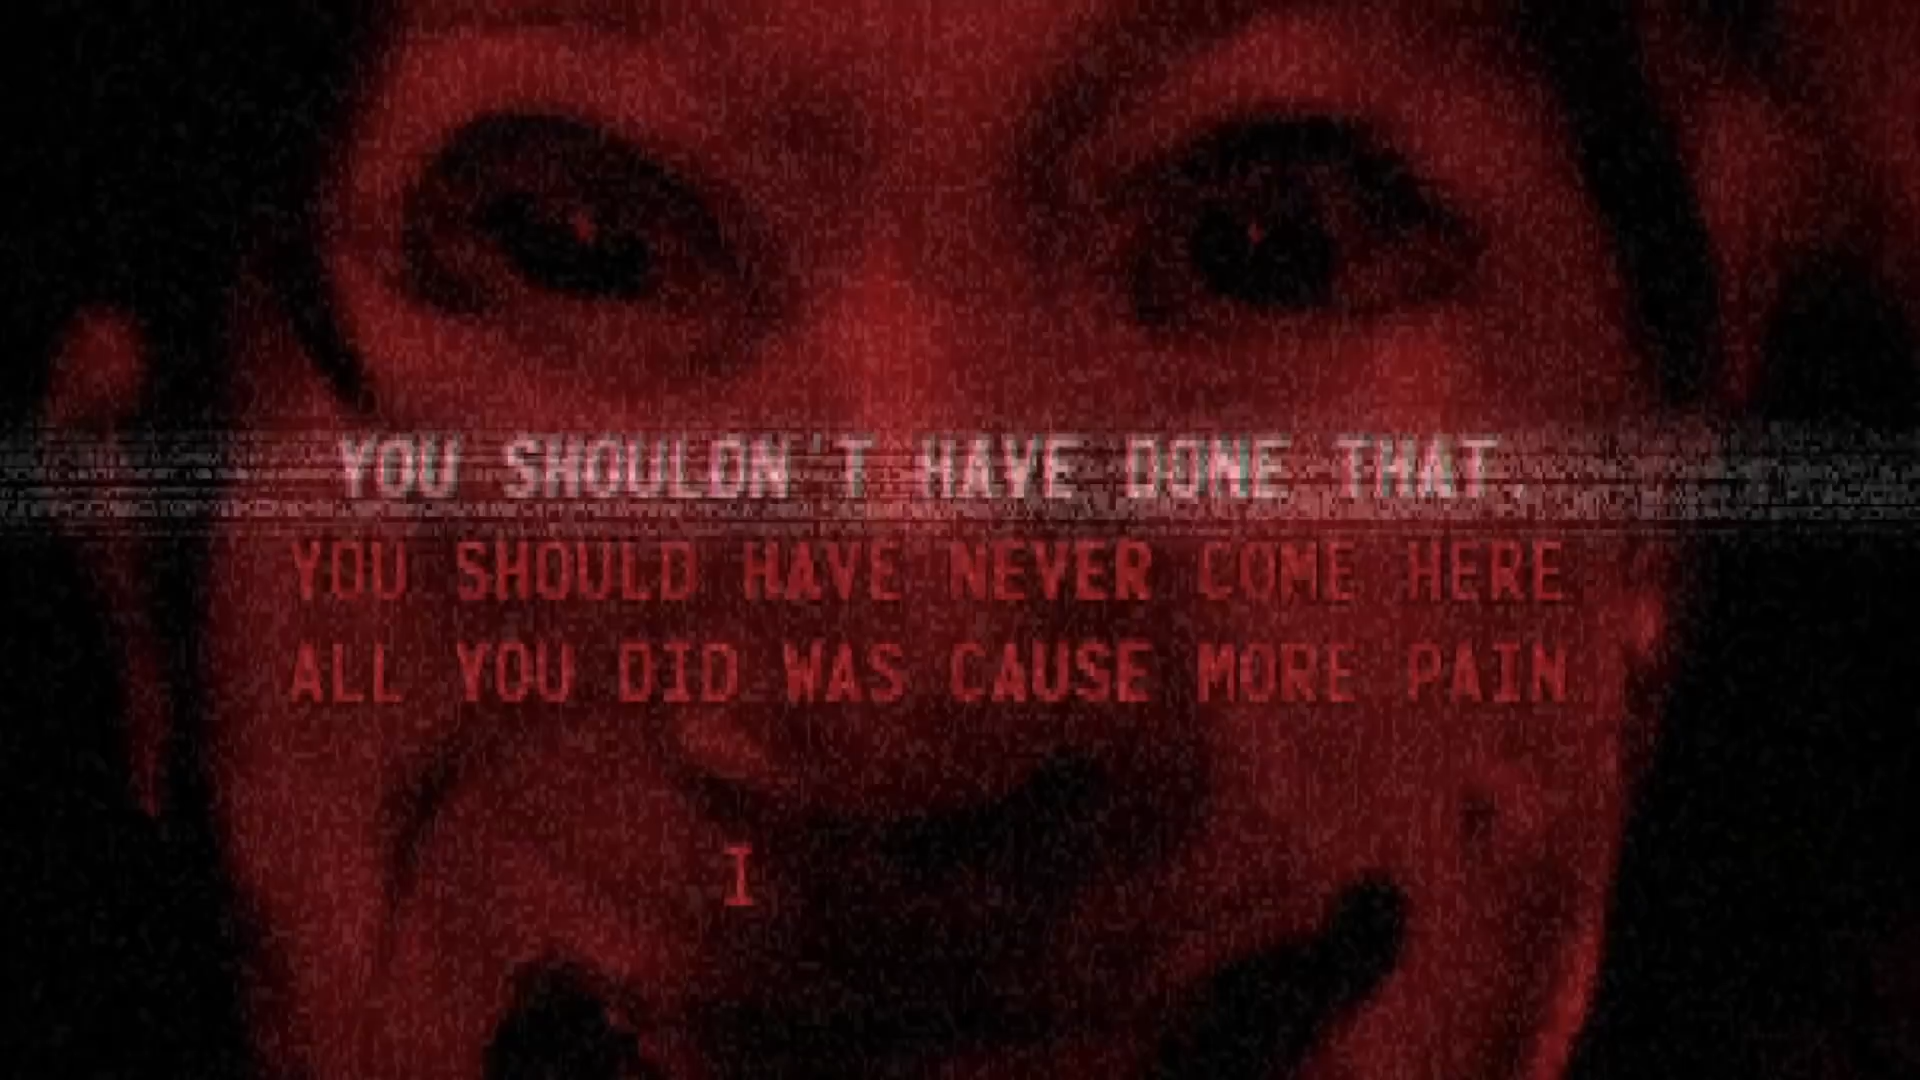 YOU SHOULDN'T HAVE DONE THAT.
YOU SHOULD HAVE NEVER COME HERE
ALL YOU DID WAS CAUSE MORE PAIN
I